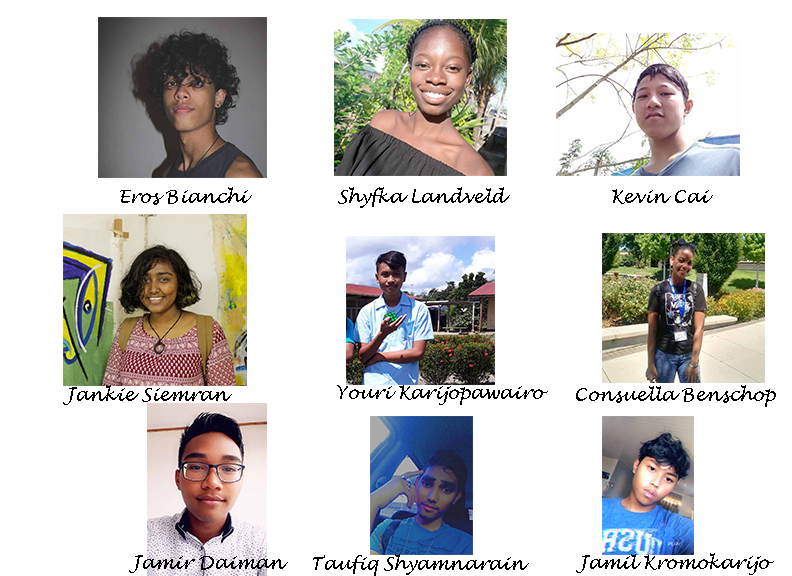 Eros Bianchi
Shyfka Landveld
Kevin Cai
Jankie Siemran
Youri Karijopawairo
Consuella Benschop
Jamir Daiman
Taufiq Shyamnarain
Jamil Kromokarijo